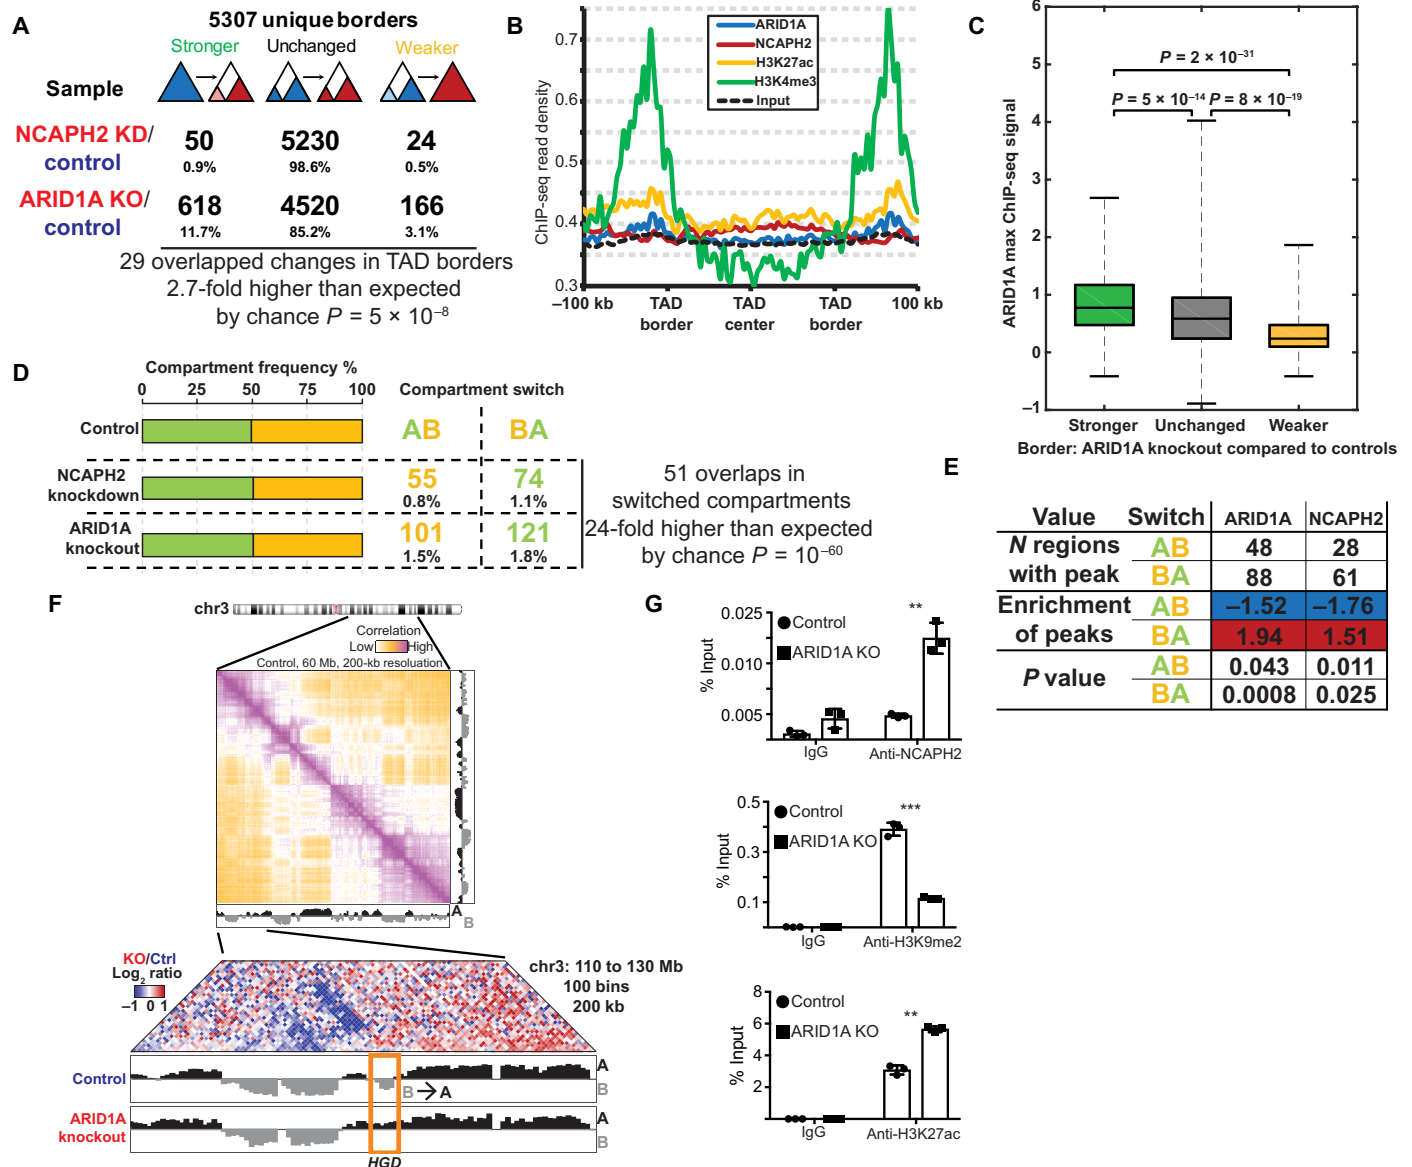 A
5307 unique borders
Stronger Unchanged Weaker
Sample
NCAPH2 KD/
control
50 5230 24
0.9% 98.6% 0.5%
ARID1A KO/
control
618 4520 166
11.7% 85.2% 3.1%
29 overlapped changes in TAD borders
2.7-fold higher than expected
by chance P = 5 × 10⁻⁸
B
ChIP-seq read density
0.7
0.6
0.5
0.4
0.3
ARID1A
NCAPH2
H3K27ac
H3K4me3
Input
–100 kb TAD border TAD center TAD border 100 kb
C
ARID1A max ChIP-seq signal
6
5
4
3
2
1
0
–1
P = 2 × 10⁻³¹
P = 5 × 10⁻¹⁴ P = 8 × 10⁻¹⁹
Stronger Unchanged Weaker
Border: ARID1A knockout compared to controls
D
Compartment frequency %
0 25 50 75 100
Compartment switch
Control
AB BA
NCAPH2
knockdown
55 74
0.8% 1.1%
ARID1A
knockout
101 121
1.5% 1.8%
51 overlaps in
switched compartments
24-fold higher than expected
by chance P = 10⁻⁶⁰
E
Value Switch ARID1A NCAPH2
N regions with peak
AB 48 28
BA 88 61
Enrichment of peaks
AB –1.52 –1.76
BA 1.94 1.51
P value
AB 0.043 0.011
BA 0.0008 0.025
F
chr3
Correlation
Low High
Control, 60 Mb, 200-kb resoluation
A
B
KO/Ctrl
Log₂ ratio
–1 0 1
chr3: 110 to 130 Mb
100 bins
200 kb
Control
A
B
B → A
ARID1A
knockout
A
B
HGD
G
% Input
0.025
0.010
0.005
Control
ARID1A KO
**
IgG Anti-NCAPH2
% Input
0.5
0.3
0.1
Control
ARID1A KO
***
IgG Anti-H3K9me2
% Input
8
6
4
2
Control
ARID1A KO
**
IgG Anti-H3K27ac